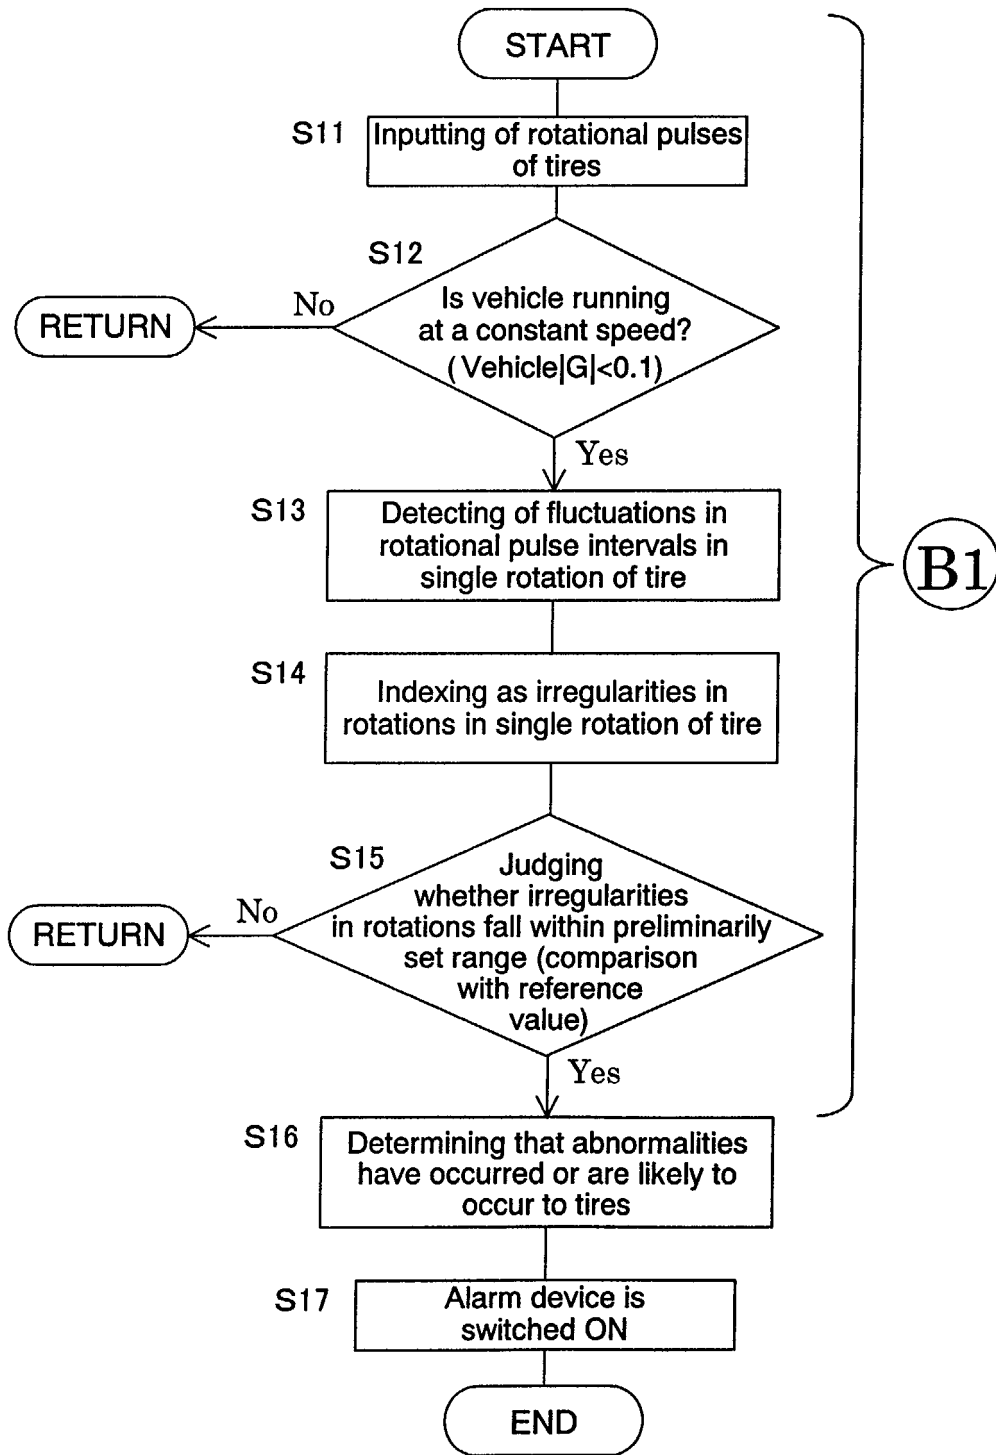 START
S11
Inputting of rotational pulses
of tires
S12
Is vehicle running
at a constant speed?
(Vehicle|G|<0.1)
No
RETURN
Yes
S13
Detecting of fluctuations in
rotational pulse intervals in
single rotation of tire
B1
S14
Indexing as irregularities in
rotations in single rotation of tire
S15
Judging
whether irregularities
in rotations fall within preliminarily
set range (comparison
with reference
value)
No
RETURN
Yes
S16
Determining that abnormalities
have occurred or are likely to
occur to tires
S17
Alarm device is
switched ON
END